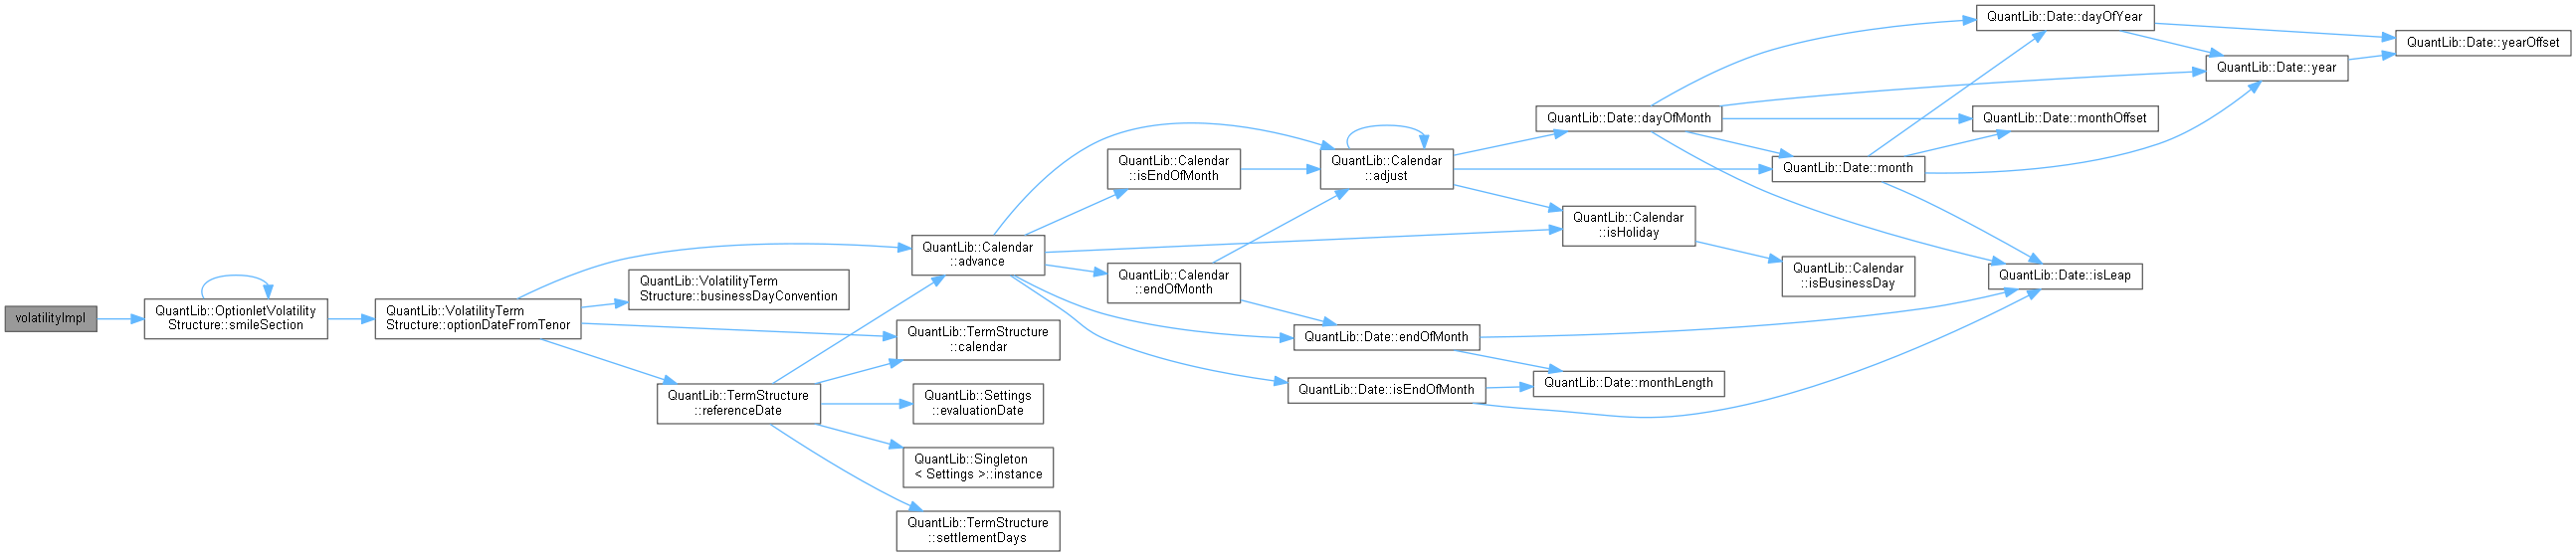 volatilityImpl
QuantLib::OptionletVolatility
Structure::smileSection
QuantLib::VolatilityTerm
Structure::optionDateFromTenor
QuantLib::VolatilityTerm
Structure::businessDayConvention
QuantLib::TermStructure
::referenceDate
QuantLib::Calendar
::advance
QuantLib::TermStructure
::calendar
QuantLib::Settings
::evaluationDate
QuantLib::Singleton
< Settings >::instance
QuantLib::TermStructure
::settlementDays
QuantLib::Calendar
::isEndOfMonth
QuantLib::Calendar
::endOfMonth
QuantLib::Calendar
::adjust
QuantLib::Date::endOfMonth
QuantLib::Date::isEndOfMonth
QuantLib::Date::dayOfMonth
QuantLib::Calendar
::isHoliday
QuantLib::Date::monthLength
QuantLib::Date::month
QuantLib::Calendar
::isBusinessDay
QuantLib::Date::dayOfYear
QuantLib::Date::monthOffset
QuantLib::Date::isLeap
QuantLib::Date::year
QuantLib::Date::yearOffset